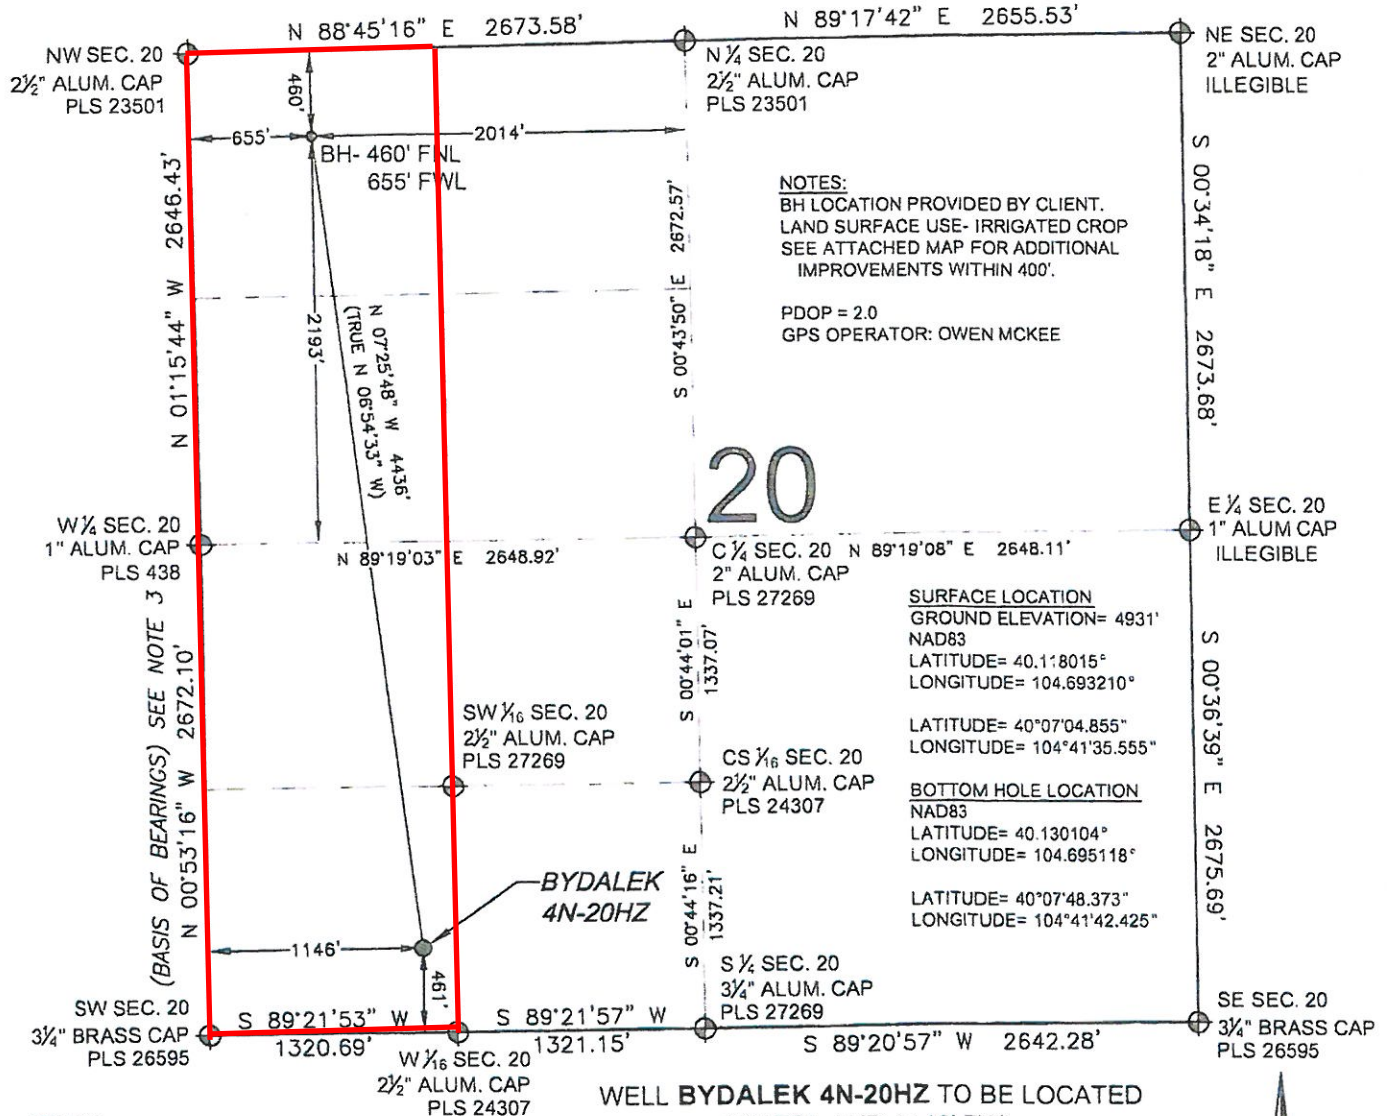 N 88°45'16" E 2673.58'
N 89°17'42" E 2655.53'
NW SEC. 20
2½" ALUM. CAP
PLS 23501
N ¼ SEC. 20
2½" ALUM. CAP
PLS 23501
NE SEC. 20
2" ALUM. CAP
ILLEGIBLE
460'
655'
2014'
BH- 460' FNL
655' FWL
N 01°15'44" W 2646.43'
S 00°43'50" E 2672.57'
S 00°34'18" E 2673.68'
NOTES:
BH LOCATION PROVIDED BY CLIENT.
LAND SURFACE USE- IRRIGATED CROP
SEE ATTACHED MAP FOR ADDITIONAL
IMPROVEMENTS WITHIN 400'.
PDOP = 2.0
GPS OPERATOR: OWEN MCKEE
2193'
N 07°25'48" W 4436'
(TRUE N 06°54'33" W)
20
W ¼ SEC. 20
1" ALUM. CAP
PLS 438
N 89°19'03" E 2648.92'
C ¼ SEC. 20
2" ALUM. CAP
PLS 27269
N 89°19'08" E 2648.11'
E ¼ SEC. 20
1" ALUM CAP
ILLEGIBLE
(BASIS OF BEARINGS) SEE NOTE 3
N 00°53'16" W 2672.10'
S 00°44'01" E
1337.07'
SURFACE LOCATION
GROUND ELEVATION= 4931'
NAD83
LATITUDE= 40.118015°
LONGITUDE= 104.693210°
LATITUDE= 40°07'04.855"
LONGITUDE= 104°41'35.555"
S 00°36'39" E 2675.69'
SW 1⁄16 SEC. 20
2½" ALUM. CAP
PLS 27269
CS 1⁄16 SEC. 20
2½" ALUM. CAP
PLS 24307
BOTTOM HOLE LOCATION
NAD83
LATITUDE= 40.130104°
LONGITUDE= 104.695118°
LATITUDE= 40°07'48.373"
LONGITUDE= 104°41'42.425"
BYDALEK
4N-20HZ
S 00°44'16" E
1337.21'
1146'
461'
SW SEC. 20
3¼" BRASS CAP
PLS 26595
S 89°21'53" W
1320.69'
W 1⁄16 SEC. 20
2½" ALUM. CAP
PLS 24307
S 89°21'57" W
1321.15'
S ¼ SEC. 20
3¼" ALUM. CAP
PLS 27269
S 89°20'57" W 2642.28'
SE SEC. 20
3¼" BRASS CAP
PLS 26595
WELL BYDALEK 4N-20HZ TO BE LOCATED